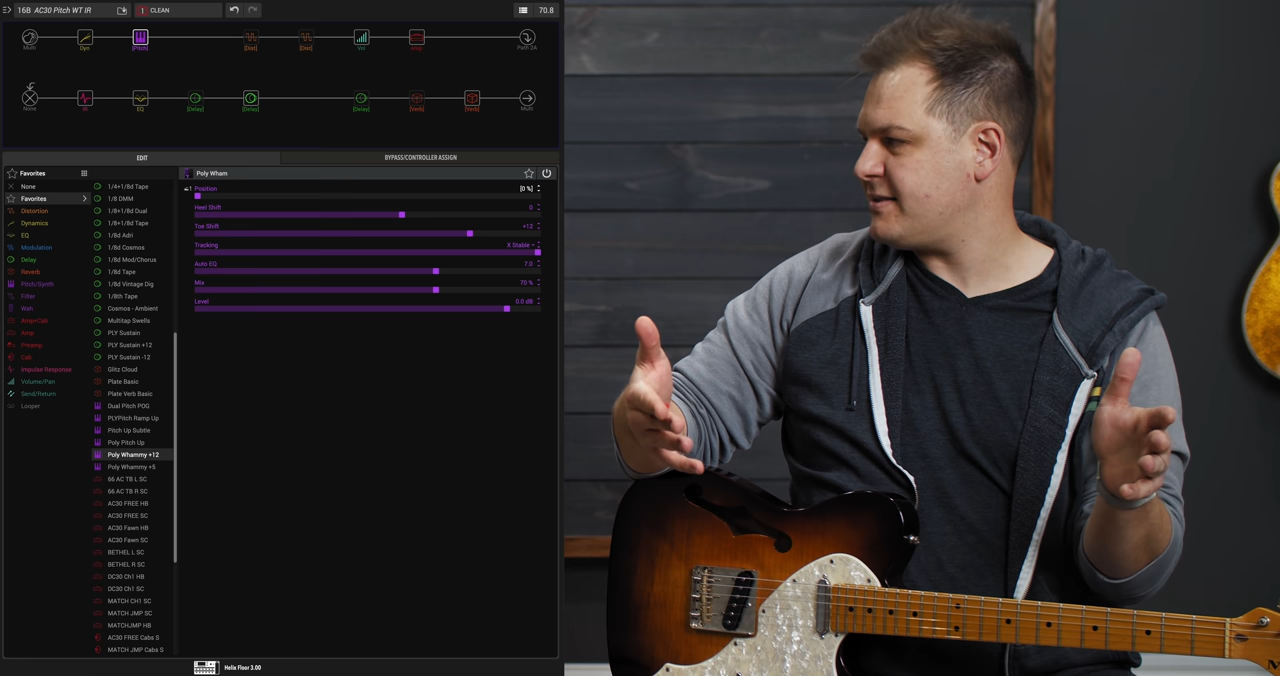 16B AC30 Pitch WT IR
1 CLEAN
70.8
Multi
Dyn
[Pitch]
[Dist]
[Dist]
Vol
Amp
Path 2A
None
IR
EQ
[Delay]
[Delay]
[Delay]
[Verb]
[Verb]
Multi
EDIT
BYPASS/CONTROLLER ASSIGN
Favorites
None
Favorites
Distortion
Dynamics
EQ
Modulation
Delay
Reverb
Pitch/Synth
Filter
Wah
Amp+Cab
Amp
Preamp
Cab
Impulse Response
Volume/Pan
Send/Return
Looper
1/4+1/8d Tape
1/8 DMM
1/8+1/8d Dual
1/8+1/8d Tape
1/8d Adri
1/8d Cosmos
1/8d Mod/Chorus
1/8d Tape
1/8d Vintage Dig
1/8th Tape
Cosmos - Ambient
Multitap Swells
PLY Sustain
PLY Sustain +12
PLY Sustain -12
Glitz Cloud
Plate Basic
Plate Verb Basic
Dual Pitch POG
PLYPitch Ramp Up
Pitch Up Subtle
Poly Pitch Up
Poly Whammy +12
Poly Whammy +5
66 AC TB L SC
66 AC TB R SC
AC30 FREE HB
AC30 FREE SC
AC30 Fawn HB
AC30 Fawn SC
BETHEL L SC
BETHEL R SC
DC30 Ch1 HB
DC30 Ch1 SC
MATCH CH1 SC
MATCH JMP SC
MATCHJMP HB
AC30 FREE Cabs S
MATCH JMP Cabs S
Poly Wham
1 Position [0 %]
Heel Shift 0
Toe Shift +12
Tracking X Stable
Auto EQ 7.0
Mix 70 %
Level 0.0 dB
Helix Floor 3.00